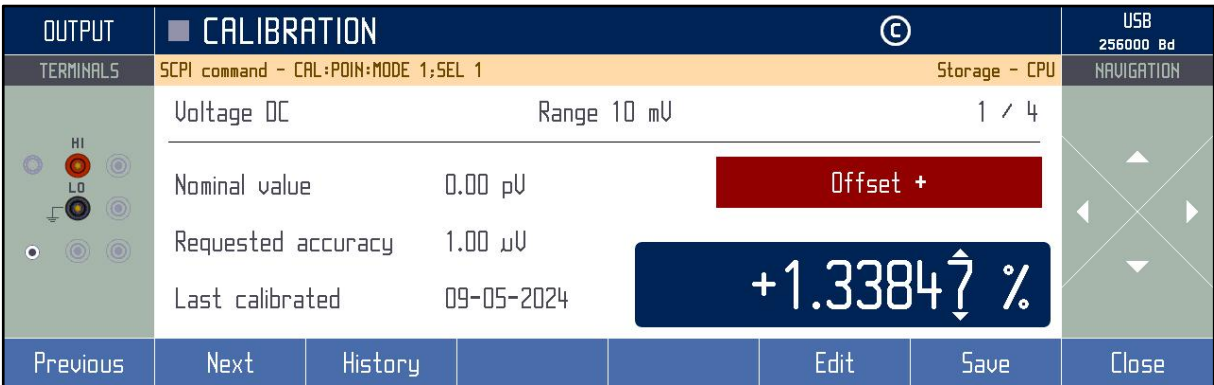 OUTPUT
CALIBRATION
©
USB
256000 Bd
TERMINALS
SCPI command - CAL:POIN:MODE 1;SEL 1
Storage - CPU
NAVIGATION
Voltage DC
Range 10 mV
1 / 4
HI
LO
Nominal value
0.00 pV
Offset +
Requested accuracy
1.00 µV
+1.33847 %
Last calibrated
09-05-2024
Previous
Next
History
Edit
Save
Close